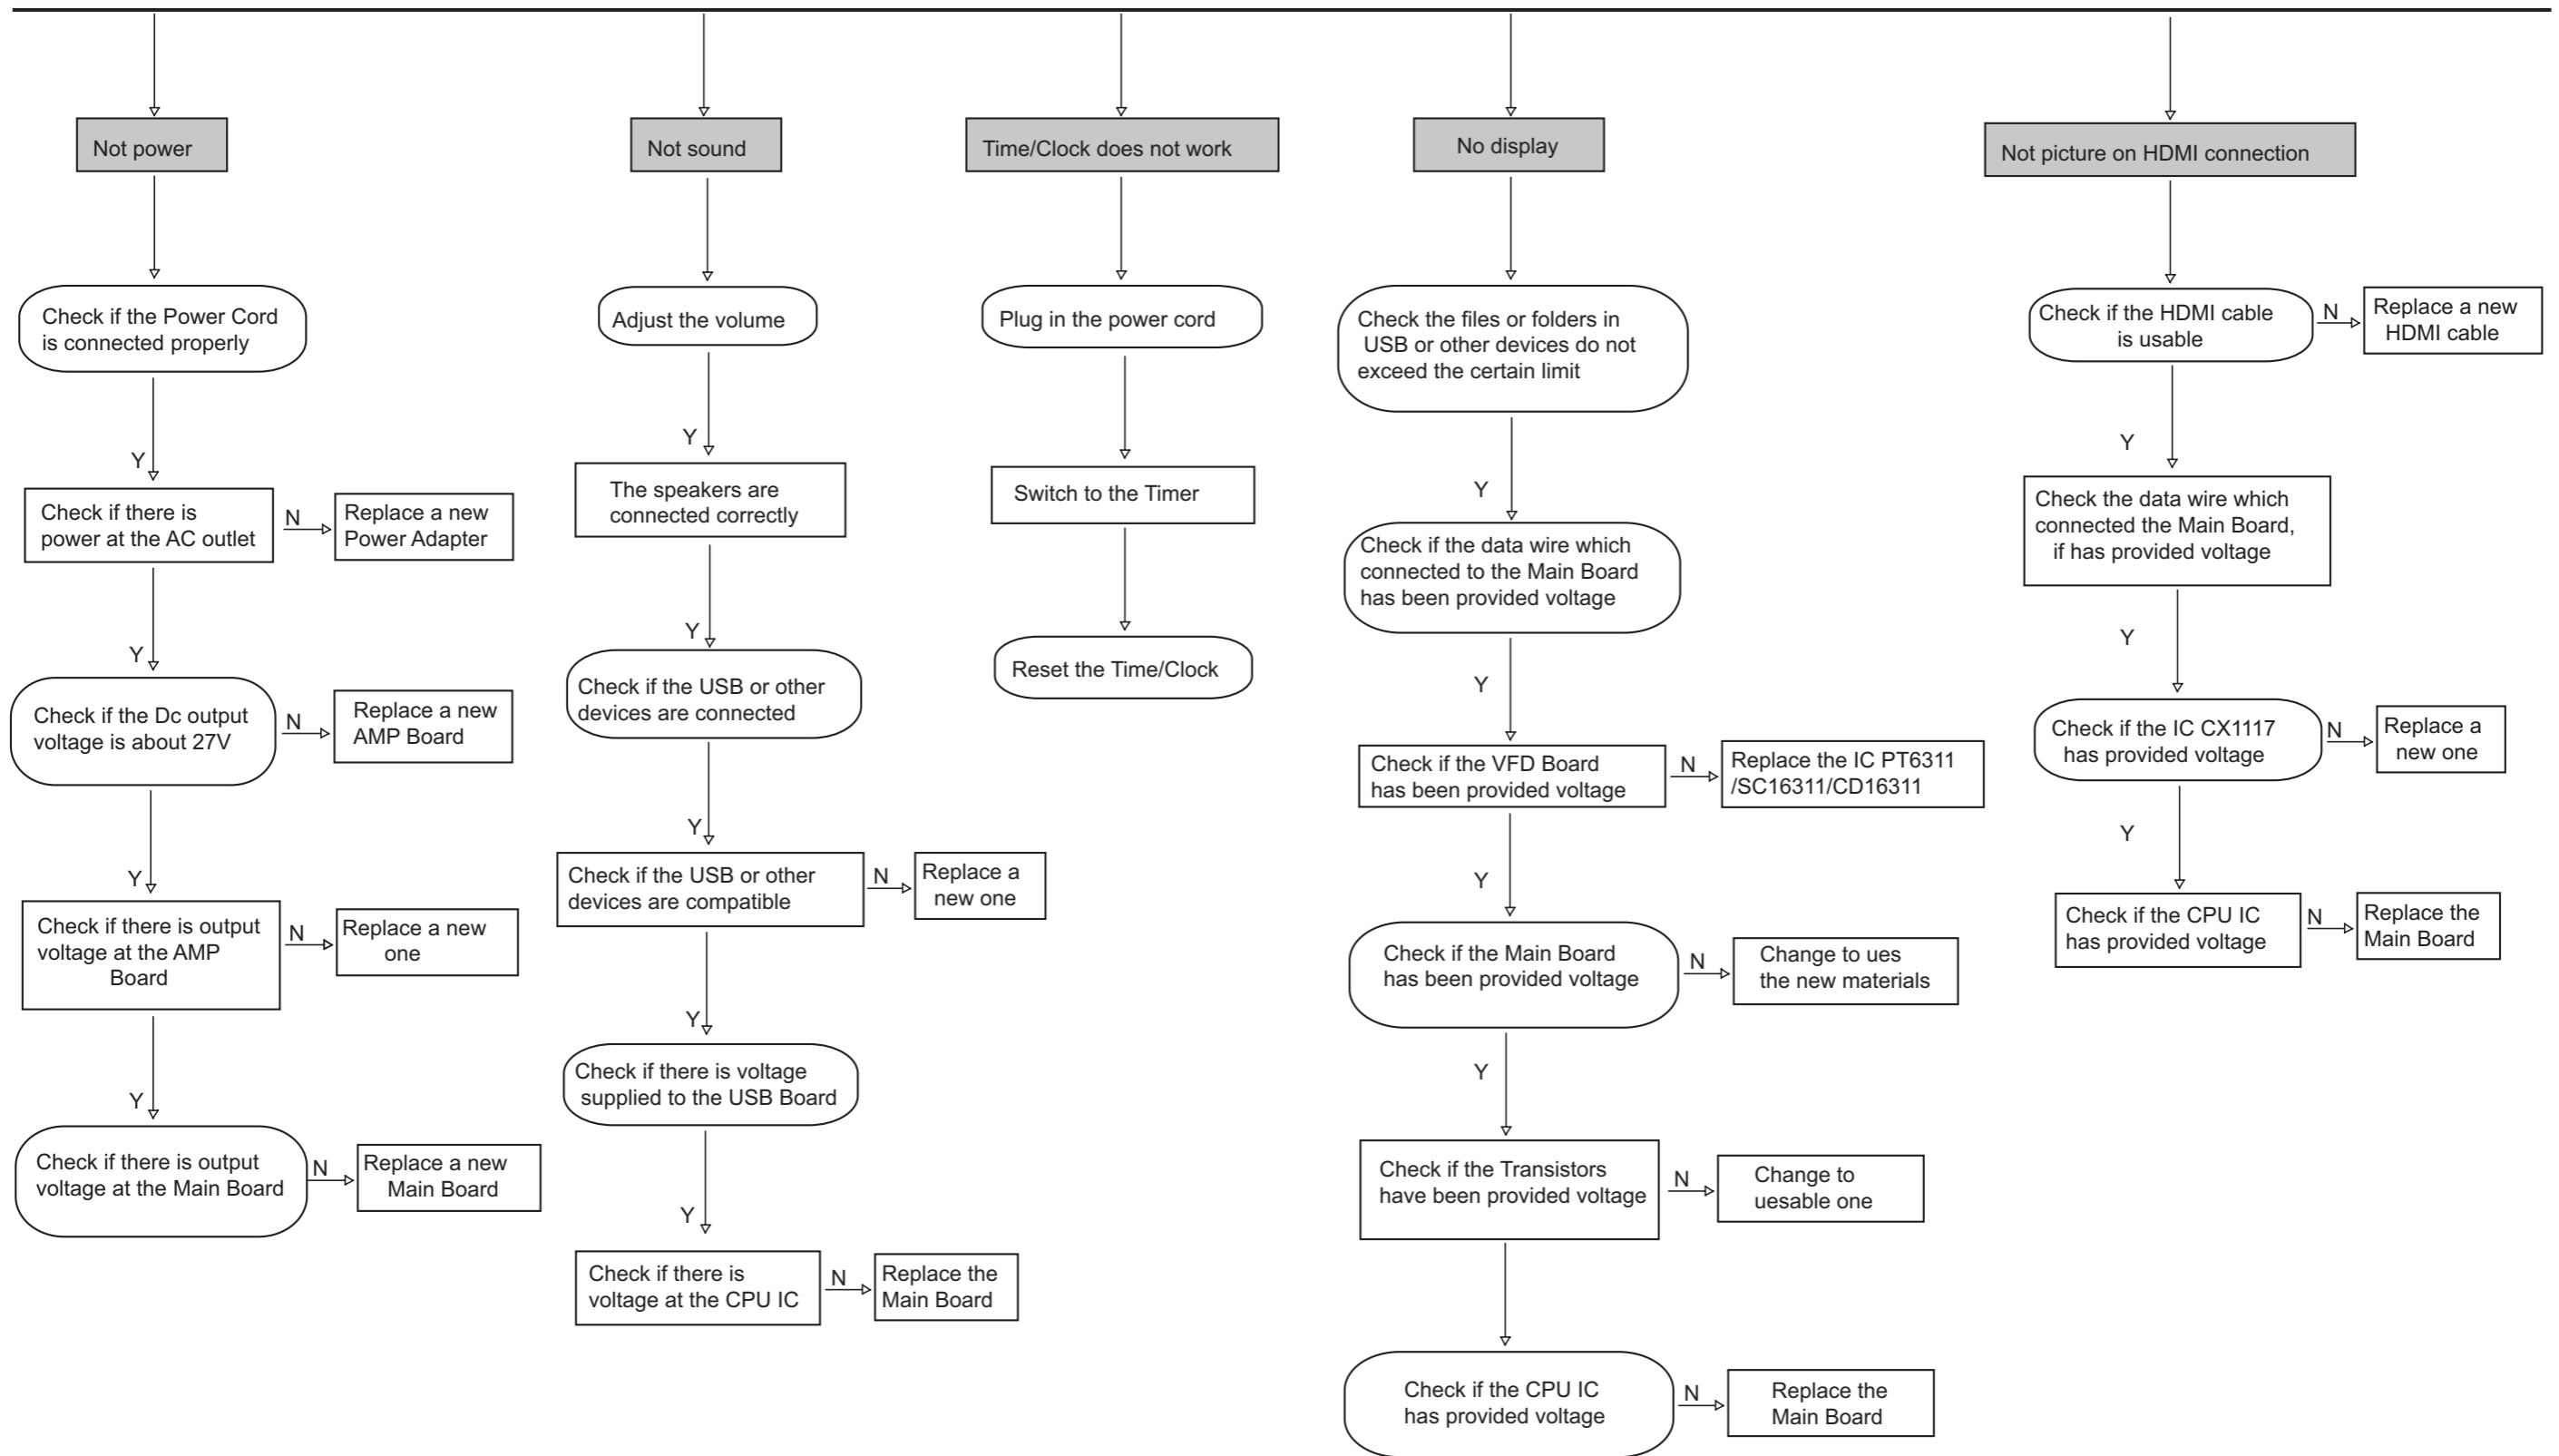 Not power
Check if the Power Cord
is connected properly
Y
Check if there is
power at the AC outlet
N
Replace a new
Power Adapter
Y
Check if the Dc output
voltage is about 27V
N
Replace a new
AMP Board
Y
Check if there is output
voltage at the AMP
Board
N
Replace a new
one
Y
Check if there is output
voltage at the Main Board
N
Replace a new
Main Board
Not sound
Adjust the volume
Y
The speakers are
connected correctly
Y
Check if the USB or other
devices are connected
Y
Check if the USB or other
devices are compatible
N
Replace a
new one
Y
Check if there is voltage
supplied to the USB Board
Y
Check if there is
voltage at the CPU IC
N
Replace the
Main Board
Time/Clock does not work
Plug in the power cord
Switch to the Timer
Reset the Time/Clock
No display
Check the files or folders in
USB or other devices do not
exceed the certain limit
Y
Check if the data wire which
connected to the Main Board
has been provided voltage
Y
Check if the VFD Board
has been provided voltage
N
Replace the IC PT6311
/SC16311/CD16311
Y
Check if the Main Board
has been provided voltage
N
Change to ues
the new materials
Y
Check if the Transistors
have been provided voltage
N
Change to
uesable one
Check if the CPU IC
has provided voltage
N
Replace the
Main Board
Not picture on HDMI connection
Check if the HDMI cable
is usable
N
Replace a new
HDMI cable
Y
Check the data wire which
connected the Main Board,
if has provided voltage
Y
Check if the IC CX1117
has provided voltage
N
Replace a
new one
Y
Check if the CPU IC
has provided voltage
N
Replace the
Main Board